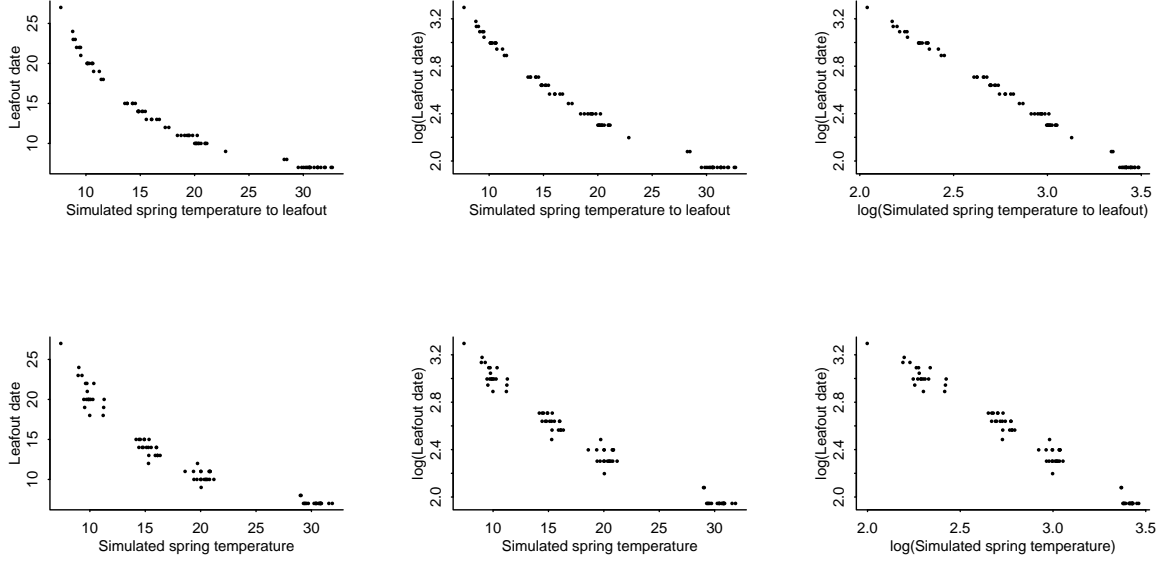 Leafout date
25
20
15
10
10 15 20 25 30
Simulated spring temperature to leafout
log(Leafout date)
3.2
2.8
2.4
2.0
10 15 20 25 30
Simulated spring temperature to leafout
log(Leafout date)
3.2
2.8
2.4
2.0
2.0 2.5 3.0 3.5
log(Simulated spring temperature to leafout)
Leafout date
25
20
15
10
10 15 20 25 30
Simulated spring temperature
log(Leafout date)
3.2
2.8
2.4
2.0
10 15 20 25 30
Simulated spring temperature
log(Leafout date)
3.2
2.8
2.4
2.0
2.0 2.5 3.0 3.5
log(Simulated spring temperature)